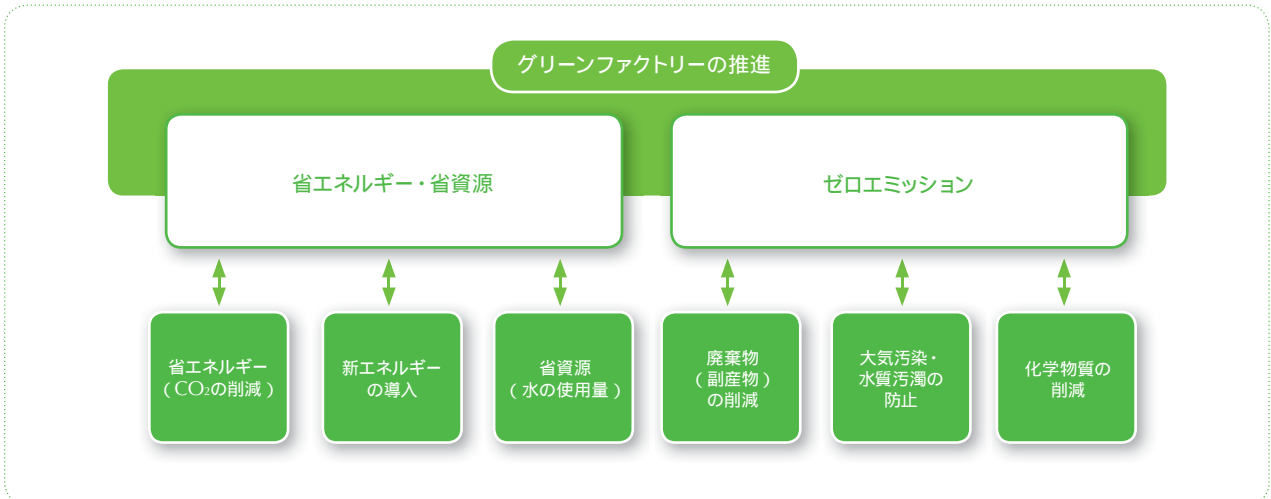 グリーンファクトリーの推進
省エネルギー・省資源
ゼロエミッション
省エネルギー
(CO₂の削減)
新エネルギー
の導入
省資源
(水の使用量)
廃棄物
(副産物)
の削減
大気汚染・
水質汚濁の
防止
化学物質の
削減